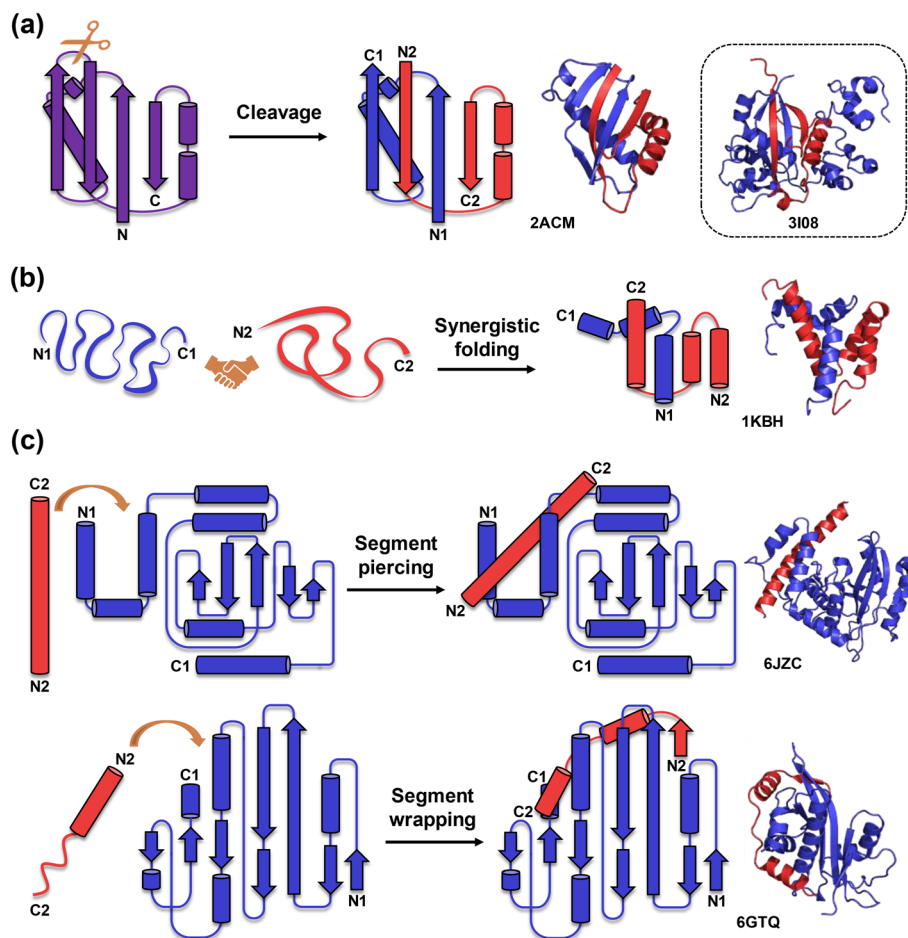 (a)
Cleavage
C
N
C1
N2
C2
N1
2ACM
3I08
(b)
N1
C1
N2
C2
Synergistic
folding
C2
C1
N1
N2
1KBH
(c)
C2
N1
N2
C1
Segment
piercing
C2
N1
N2
C1
6JZC
N2
C2
C1
N1
Segment
wrapping
C1
C2
N2
N1
6GTQ